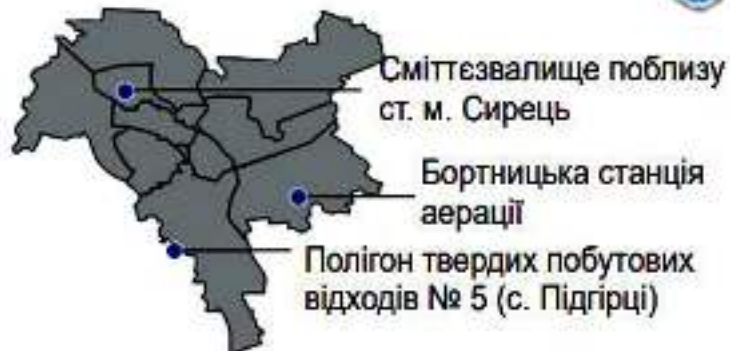 Сміттєзвалище поблизу
ст. м. Сирець
Бортницька станція
аерації
Полігон твердих побутових
відходів № 5 (с. Підгірці)